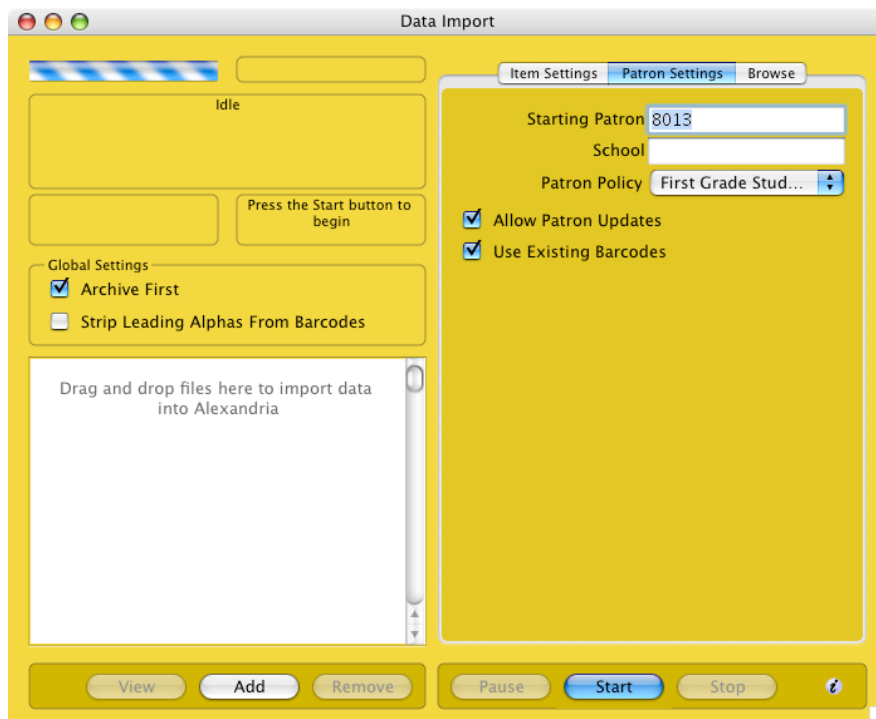 Data Import
Idle
Press the Start button to
begin
Global Settings
Archive First
Strip Leading Alphas From Barcodes
Drag and drop files here to import data
into Alexandria
View
Add
Remove
Item Settings
Patron Settings
Browse
Starting Patron 8013
School
Patron Policy First Grade Stud...
Allow Patron Updates
Use Existing Barcodes
Pause
Start
Stop
i